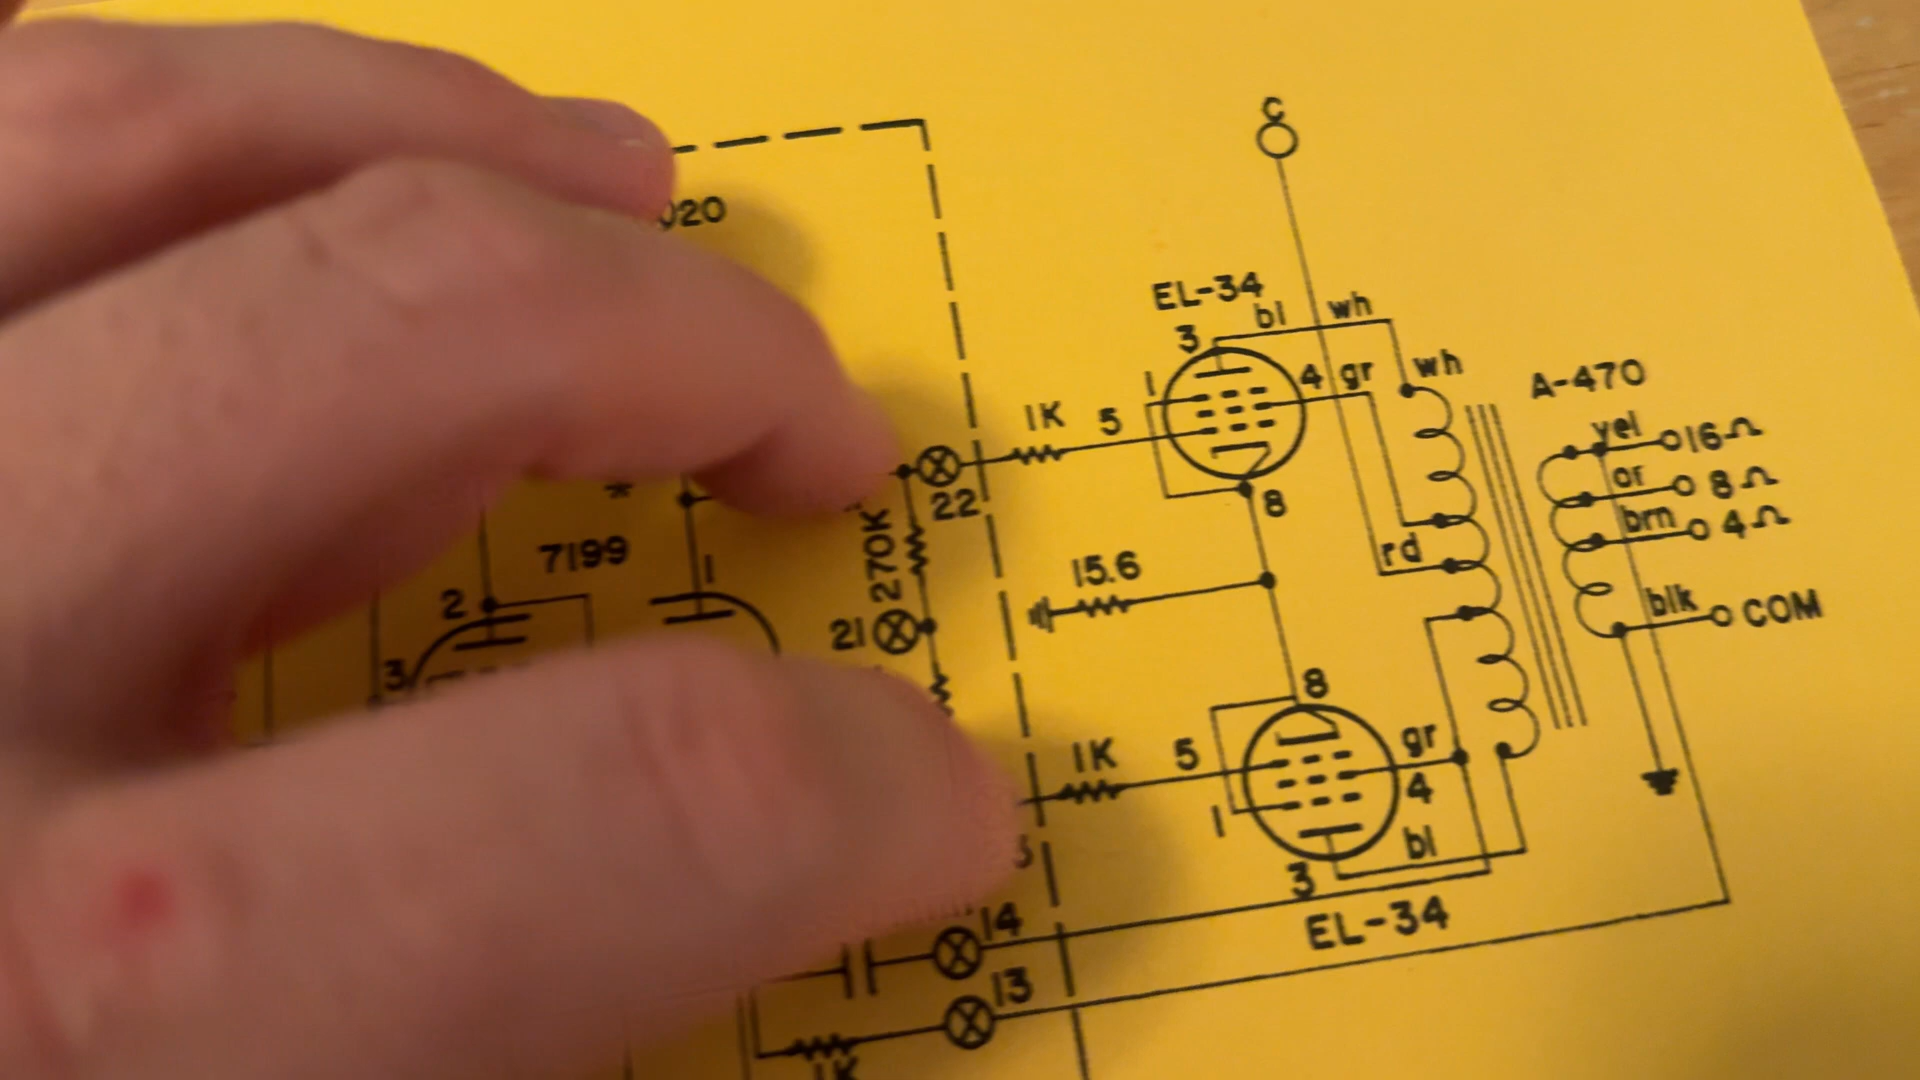 C
020
EL-34
bl wh
3
1 4 gr wh
A-470
1K 5
yel 16Ω
or 8Ω
brn 4Ω
22
8
*
270K
7199
1
15.6
rd
2
21
blk COM
3
8
1K 5
gr
4
1
bl
3
14
EL-34
13
1K